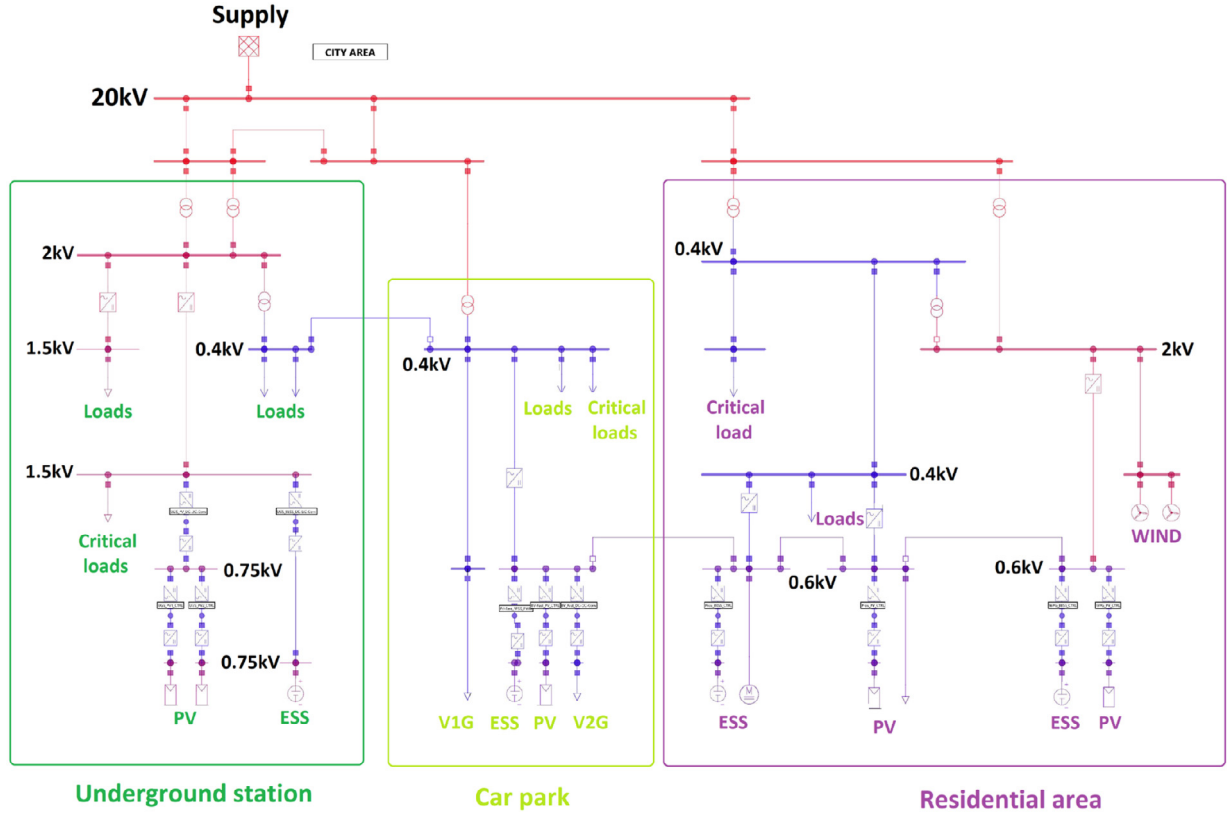 Supply
CITY AREA
20kV
2kV
0.4kV
1.5kV
0.4kV
0.4kV
2kV
Loads
Loads
Loads
Critical
loads
Critical
load
1.5kV
0.4kV
Loads
Critical
loads
WIND
0.75kV
0.6kV
0.6kV
0.75kV
PV
ESS
V1G
ESS
PV
V2G
ESS
PV
ESS
PV
Underground station
Car park
Residential area